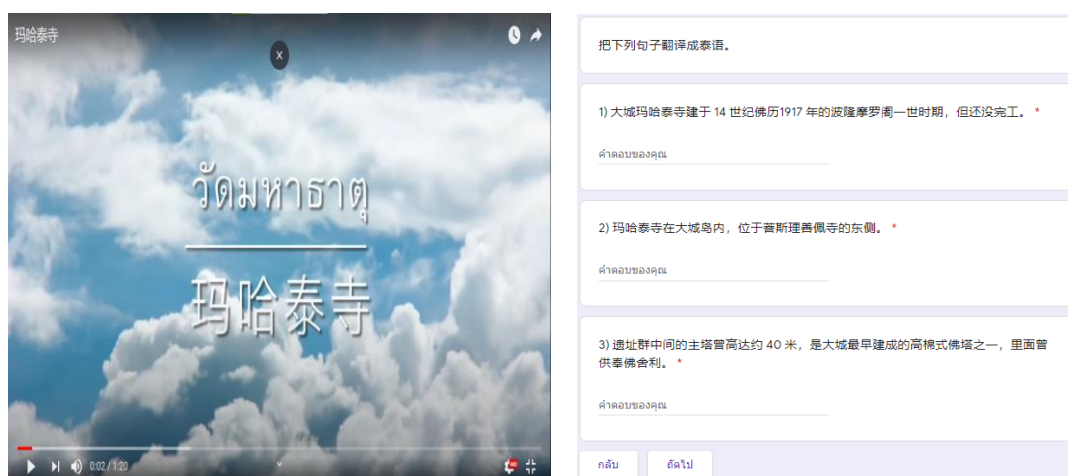 玛哈泰寺
วัดมหาธาตุ
玛哈泰寺
0:02 / 1:20
把下列句子翻译成泰语。
1) 大城玛哈泰寺建于 14 世纪佛历1917 年的波隆摩罗阁一世时期，但还没完工。 *
คำตอบของคุณ
2) 玛哈泰寺在大城岛内，位于菩斯理善佩寺的东侧。 *
คำตอบของคุณ
3) 遗址群中间的主塔曾高达约 40 米，是大城最早建成的高棉式佛塔之一，里面曾
供奉佛舍利。 *
คำตอบของคุณ
กลับ ถัดไป